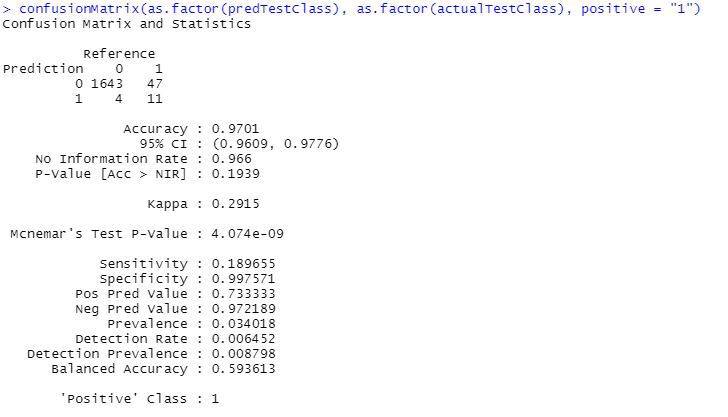 > confusionMatrix(as.factor(predTestClass), as.factor(actualTestClass), positive = "1")
Confusion Matrix and Statistics
Reference
Prediction 0 1
0 1643 47
1 4 11
Accuracy : 0.9701
95% CI : (0.9609, 0.9776)
No Information Rate : 0.966
P-Value [Acc > NIR] : 0.1939
Kappa : 0.2915
Mcnemar's Test P-Value : 4.074e-09
Sensitivity : 0.189655
Specificity : 0.997571
Pos Pred Value : 0.733333
Neg Pred Value : 0.972189
Prevalence : 0.034018
Detection Rate : 0.006452
Detection Prevalence : 0.008798
Balanced Accuracy : 0.593613
'Positive' Class : 1